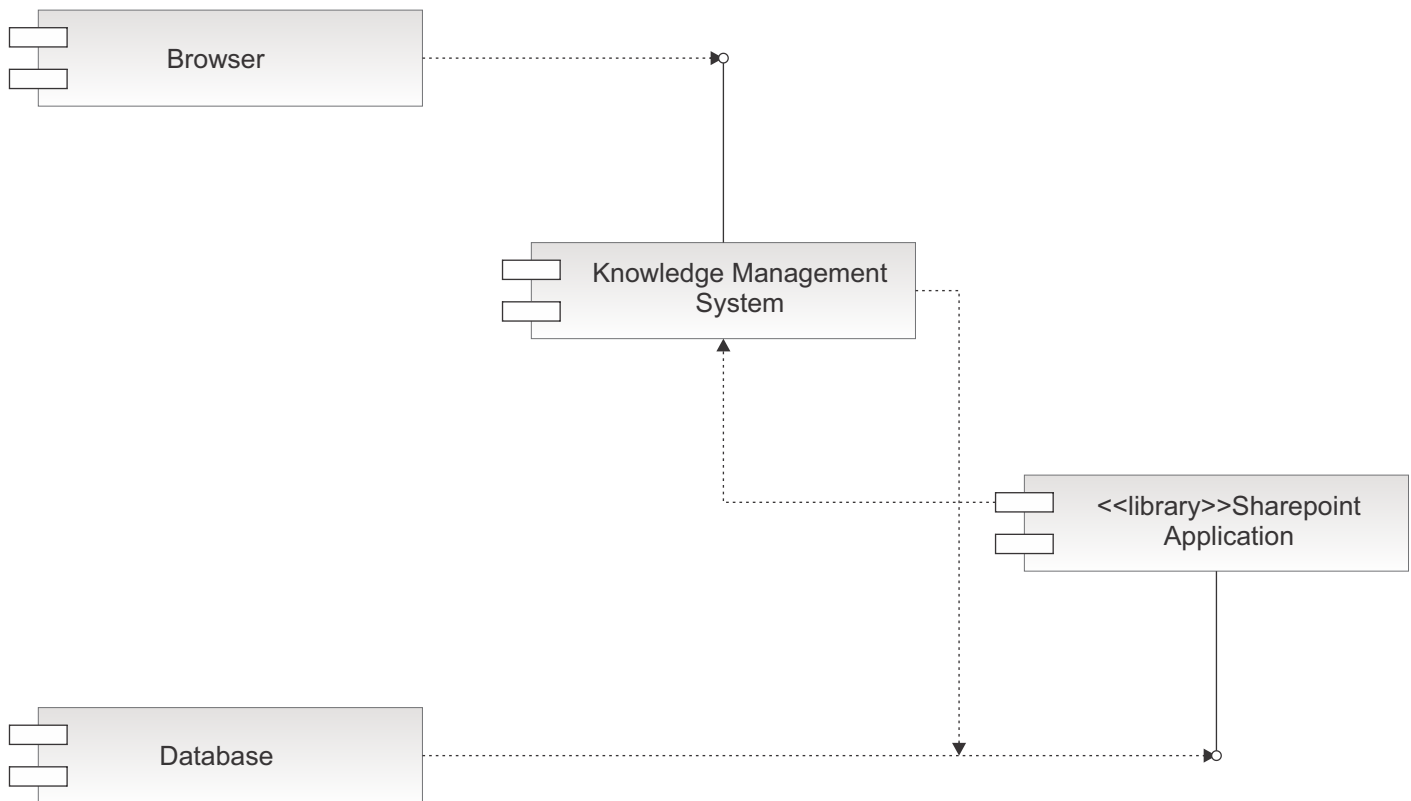 Browser
Knowledge Management
System
<<library>>Sharepoint
Application
Database